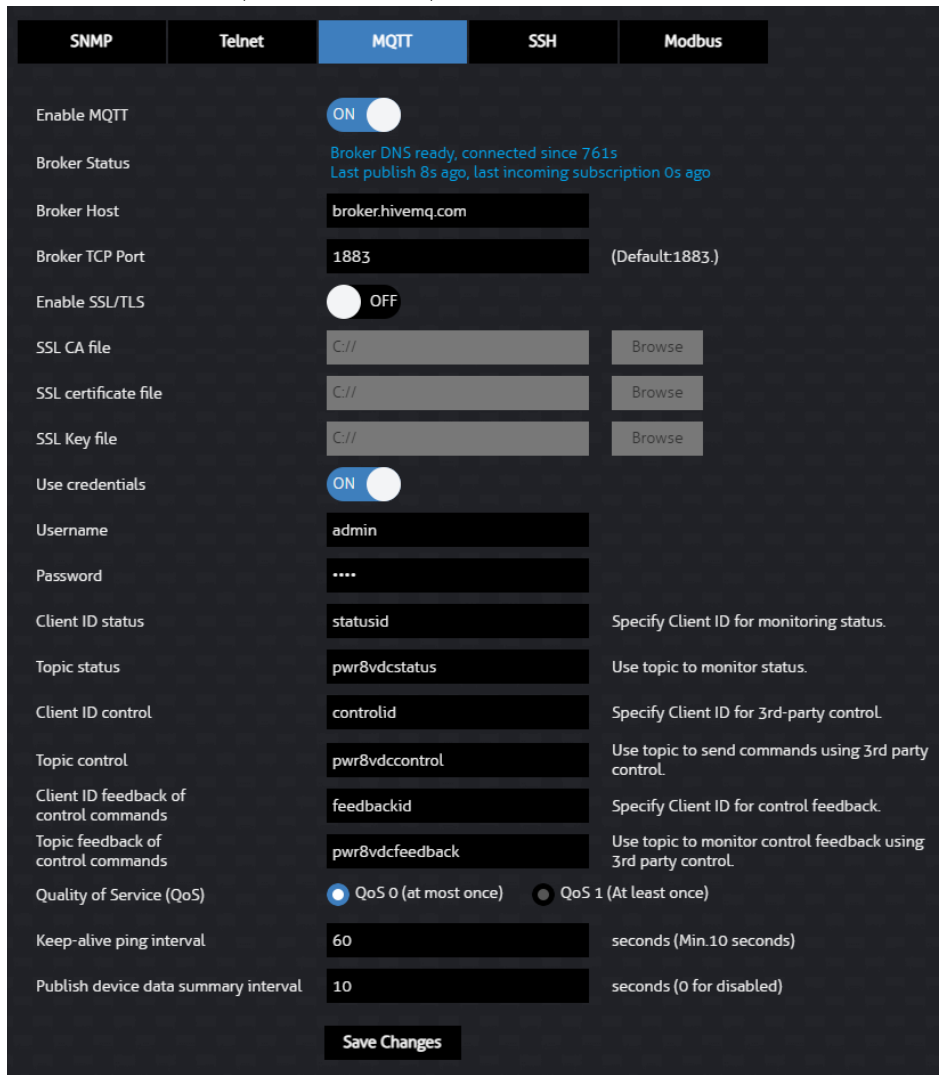 SNMP Telnet MQTT SSH Modbus
Enable MQTT ON
Broker Status Broker DNS ready, connected since 761s
Last publish 8s ago, last incoming subscription 0s ago
Broker Host broker.hivemq.com
Broker TCP Port 1883 (Default:1883.)
Enable SSL/TLS OFF
SSL CA file C:// Browse
SSL certificate file C:// Browse
SSL Key file C:// Browse
Use credentials ON
Username admin
Password ••••
Client ID status statusid Specify Client ID for monitoring status.
Topic status pwr8vdcstatus Use topic to monitor status.
Client ID control controlid Specify Client ID for 3rd-party control.
Topic control pwr8vdccontrol Use topic to send commands using 3rd party
control.
Client ID feedback of
control commands feedbackid Specify Client ID for control feedback.
Topic feedback of
control commands pwr8vdcfeedback Use topic to monitor control feedback using
3rd party control.
Quality of Service (QoS) QoS 0 (at most once) QoS 1 (At least once)
Keep-alive ping interval 60 seconds (Min.10 seconds)
Publish device data summary interval 10 seconds (0 for disabled)
Save Changes